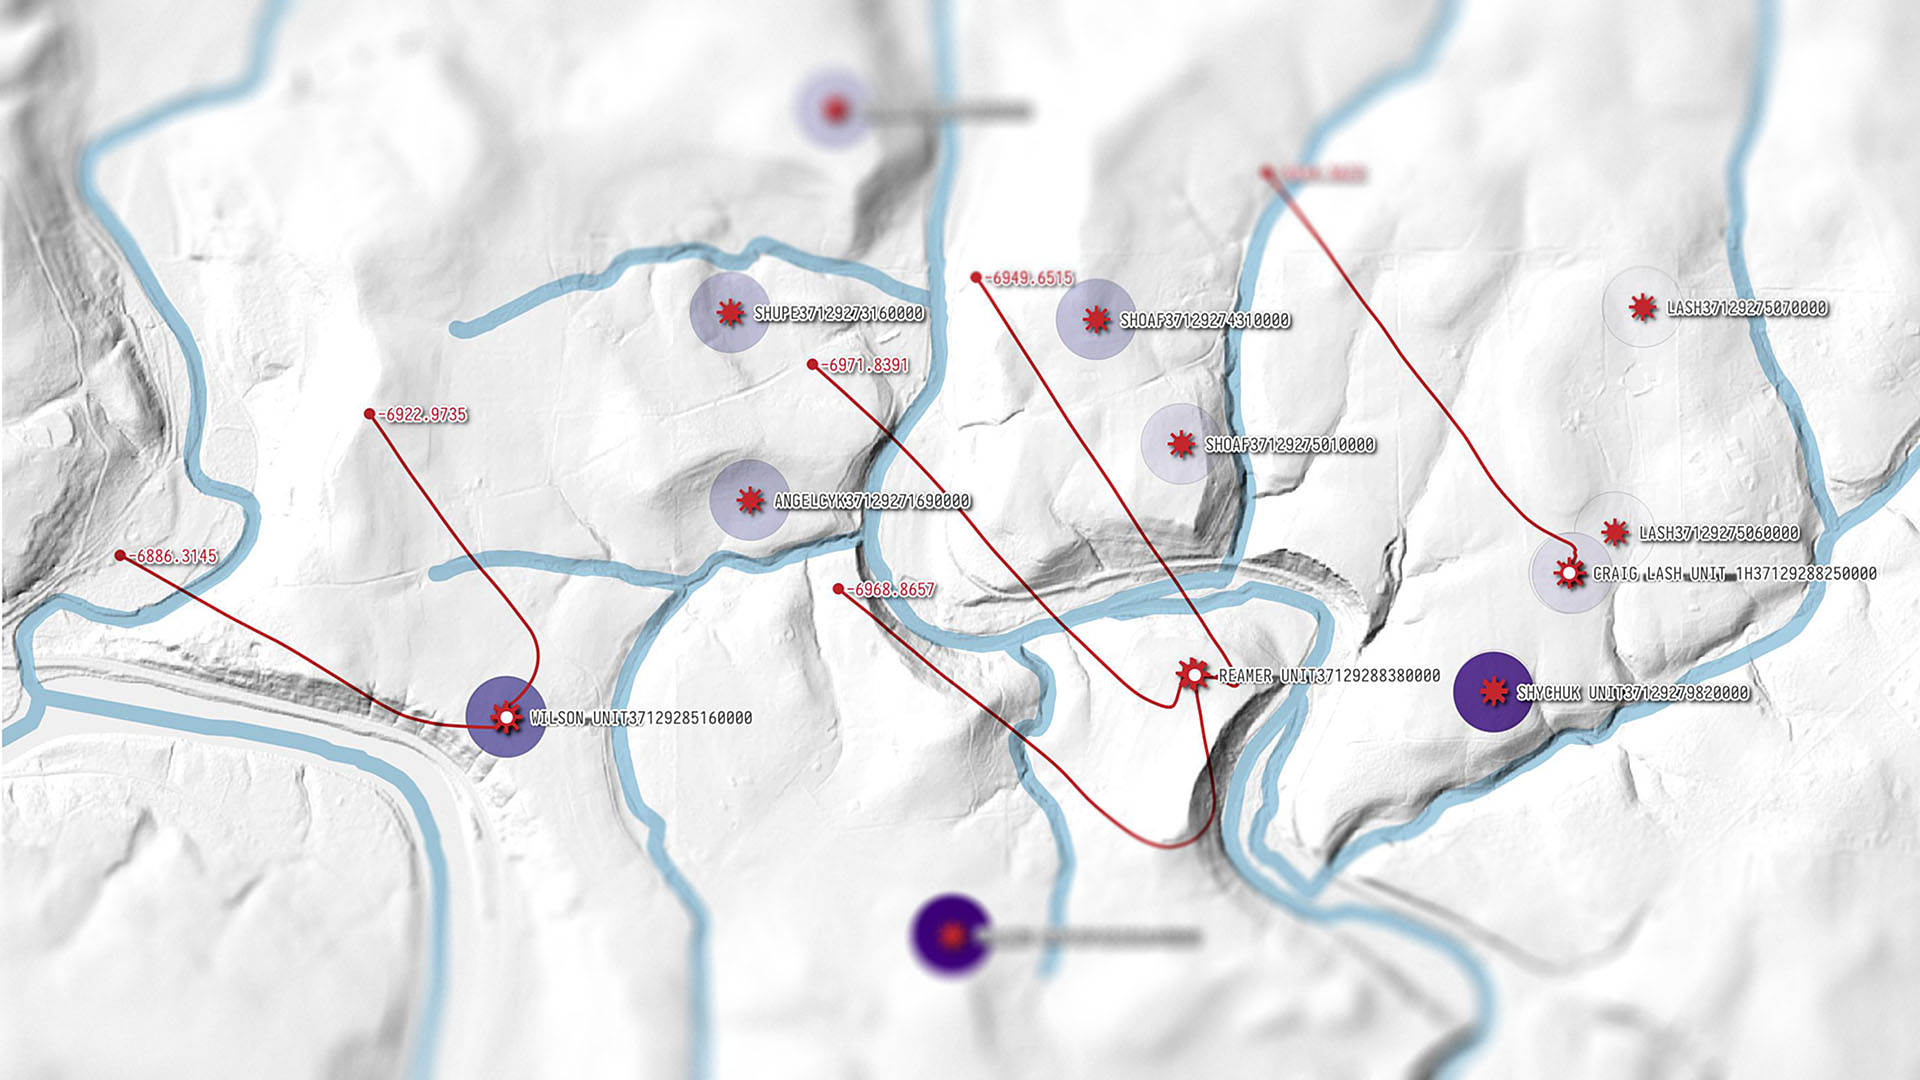 -6949.6515
LASH37129275070000
SHUPE37129273160000
SHOAF37129274310000
-6971.8391
-6922.9735
SHOAF37129275010000
ANGELCYK37129271690000
LASH37129275060000
-6886.3145
CRAIG LASH UNIT 1H37129288250000
-6968.8657
REAMER UNIT37129288380000
SHYCHUK UNIT37129279820000
WILSON UNIT37129285160000